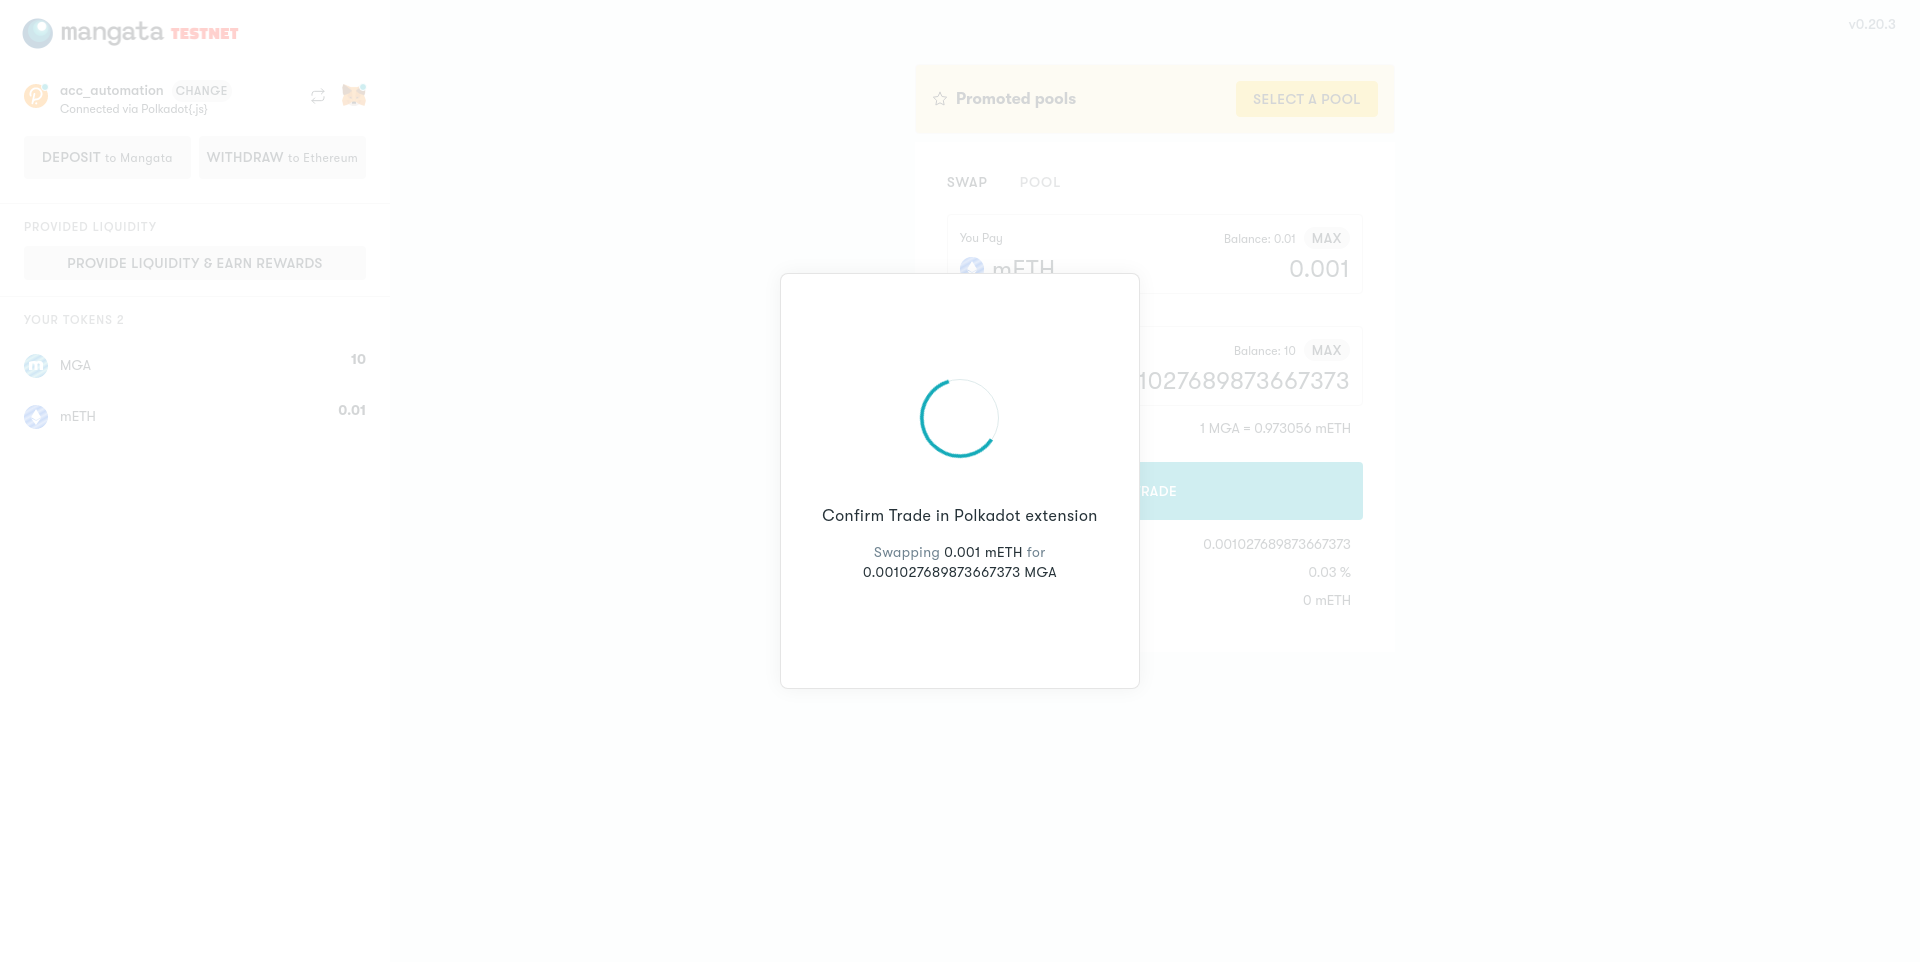 mangata TESTNET
v0.20.3
acc_automation CHANGE
Connected via Polkadot{.js}
DEPOSIT to Mangata
WITHDRAW to Ethereum
PROVIDED LIQUIDITY
PROVIDE LIQUIDITY & EARN REWARDS
YOUR TOKENS 2
MGA 10
mETH 0.01
Promoted pools
SELECT A POOL
SWAP POOL
You Pay Balance: 0.01 MAX
mETH 0.001
Balance: 10 MAX
1027689873667373
1 MGA = 0.973056 mETH
RADE
0.001027689873667373
0.03 %
0 mETH
Confirm Trade in Polkadot extension
Swapping 0.001 mETH for
0.001027689873667373 MGA